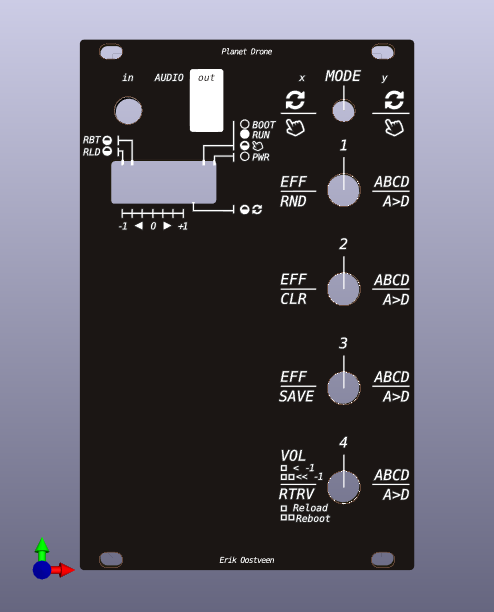 Planet Drone
in AUDIO out
x MODE y
BOOT
RUN
RBT
RLD
PWR
-1 ◀ 0 ▶ +1
1
EFF ABCD
RND A>D
2
EFF ABCD
CLR A>D
3
EFF ABCD
SAVE A>D
4
VOL
< -1
<< -1
ABCD
RTRV A>D
Reload
Reboot
Erik Oostveen